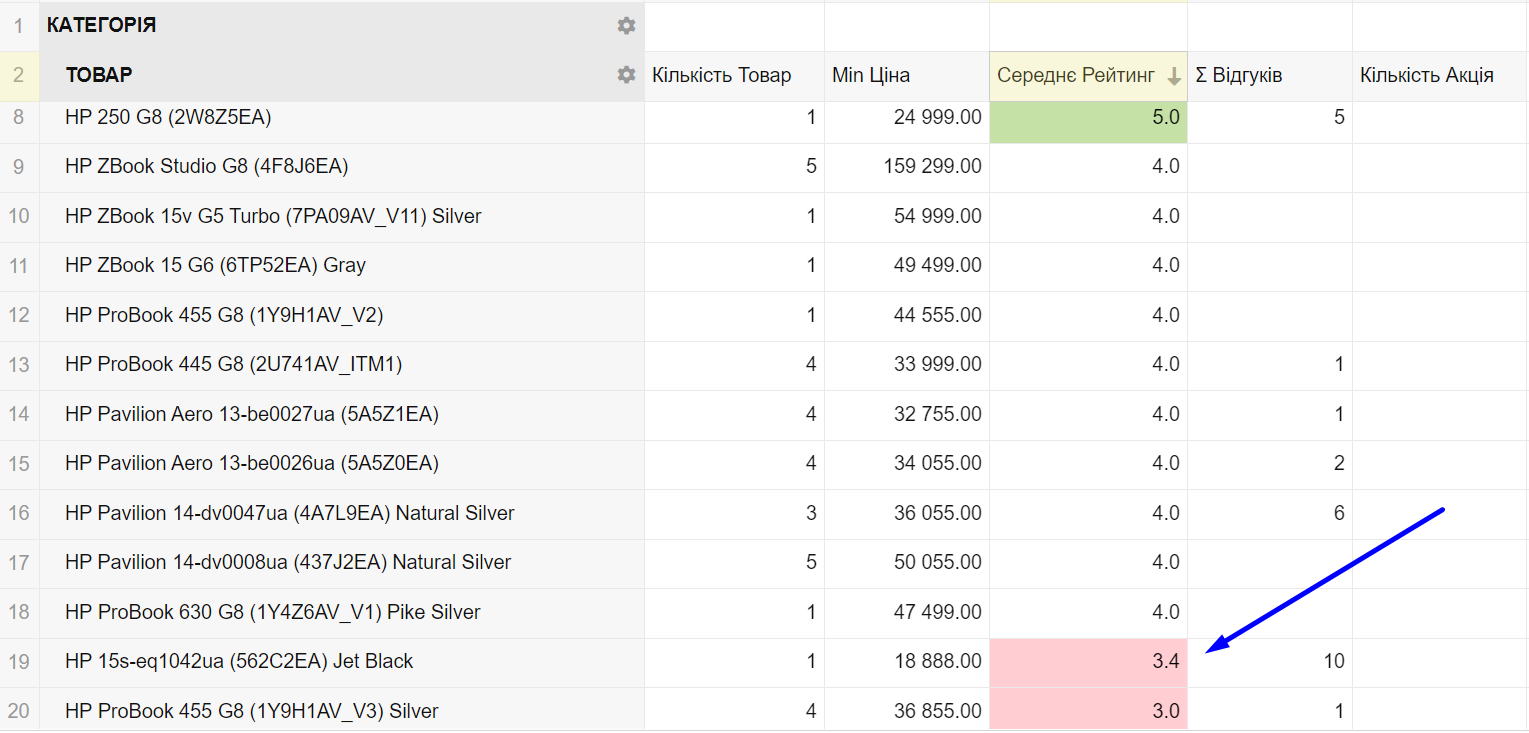 1 КАТЕГОРІЯ
2 ТОВАР Кількість Товар Min Ціна Середнє Рейтинг ↓ Σ Відгуків Кількість Акція
8 HP 250 G8 (2W8Z5EA) 1 24 999.00 5.0 5
9 HP ZBook Studio G8 (4F8J6EA) 5 159 299.00 4.0
10 HP ZBook 15v G5 Turbo (7PA09AV_V11) Silver 1 54 999.00 4.0
11 HP ZBook 15 G6 (6TP52EA) Gray 1 49 499.00 4.0
12 HP ProBook 455 G8 (1Y9H1AV_V2) 1 44 555.00 4.0
13 HP ProBook 445 G8 (2U741AV_ITM1) 4 33 999.00 4.0 1
14 HP Pavilion Aero 13-be0027ua (5A5Z1EA) 4 32 755.00 4.0 1
15 HP Pavilion Aero 13-be0026ua (5A5Z0EA) 4 34 055.00 4.0 2
16 HP Pavilion 14-dv0047ua (4A7L9EA) Natural Silver 3 36 055.00 4.0 6
17 HP Pavilion 14-dv0008ua (437J2EA) Natural Silver 5 50 055.00 4.0
18 HP ProBook 630 G8 (1Y4Z6AV_V1) Pike Silver 1 47 499.00 4.0
19 HP 15s-eq1042ua (562C2EA) Jet Black 1 18 888.00 3.4 10
20 HP ProBook 455 G8 (1Y9H1AV_V3) Silver 4 36 855.00 3.0 1